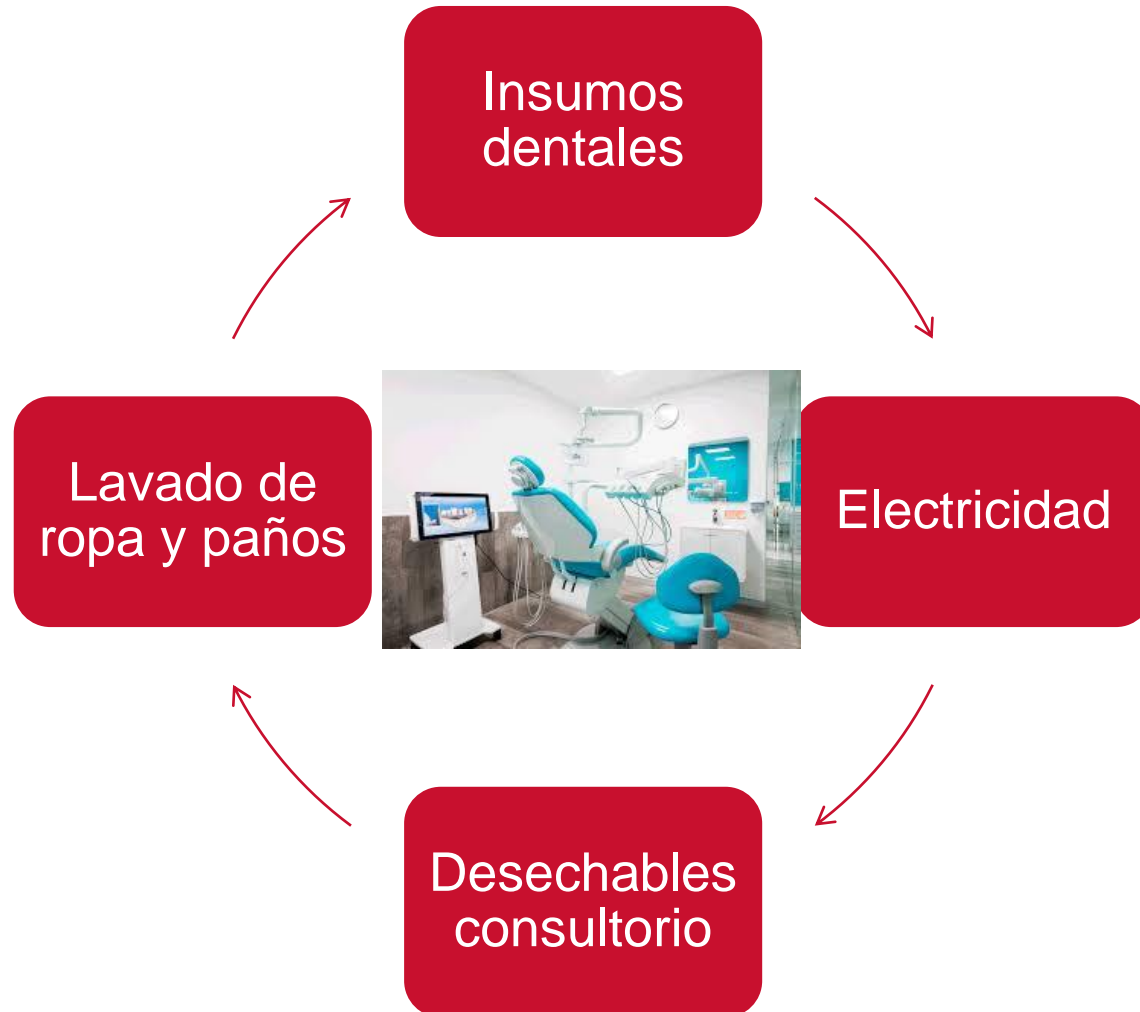 Insumos
dentales
Lavado de
ropa y paños
Electricidad
Desechables
consultorio